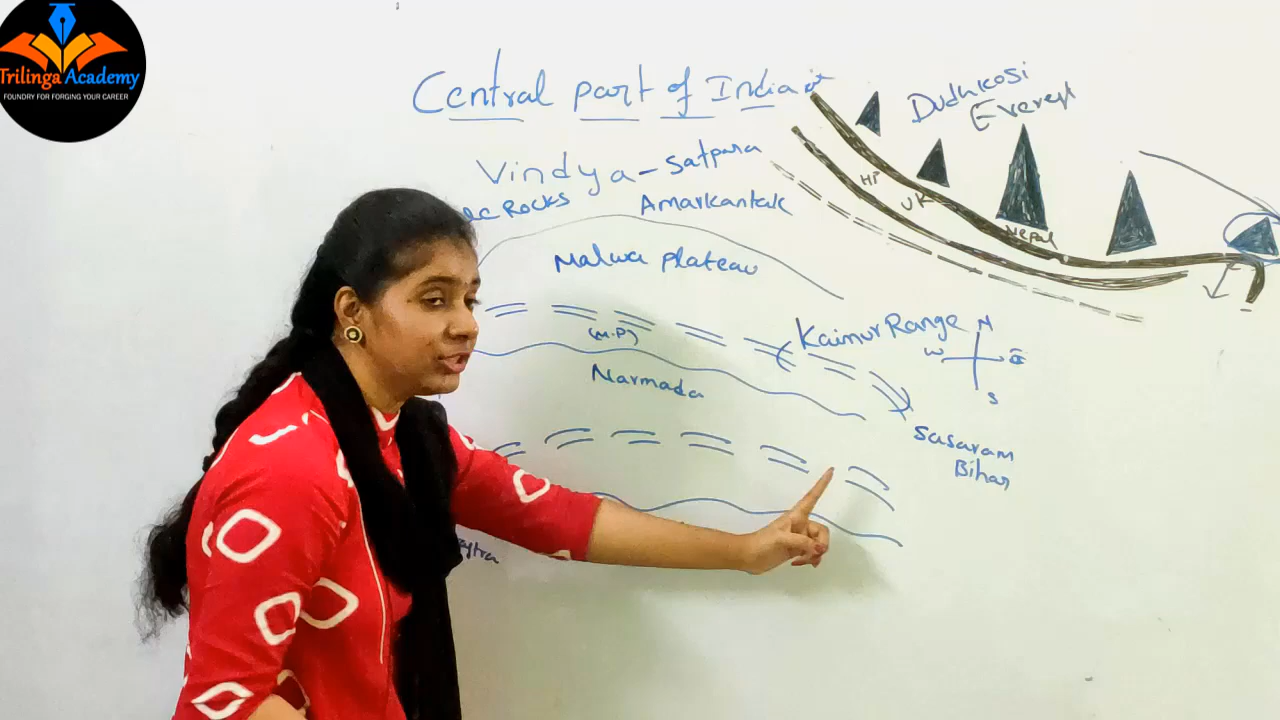 Trilinga Academy
FOUNDRY FOR FORGING YOUR CAREER
Central part of India
Vindya - Satpara
Rocks
Amarkantak
Malwa plateau
(M.P)
Narmada
Kaimur Range
Sasaram
Bihar
N
W
E
S
Dudhkosi
Everest
HP
UK
Nepal